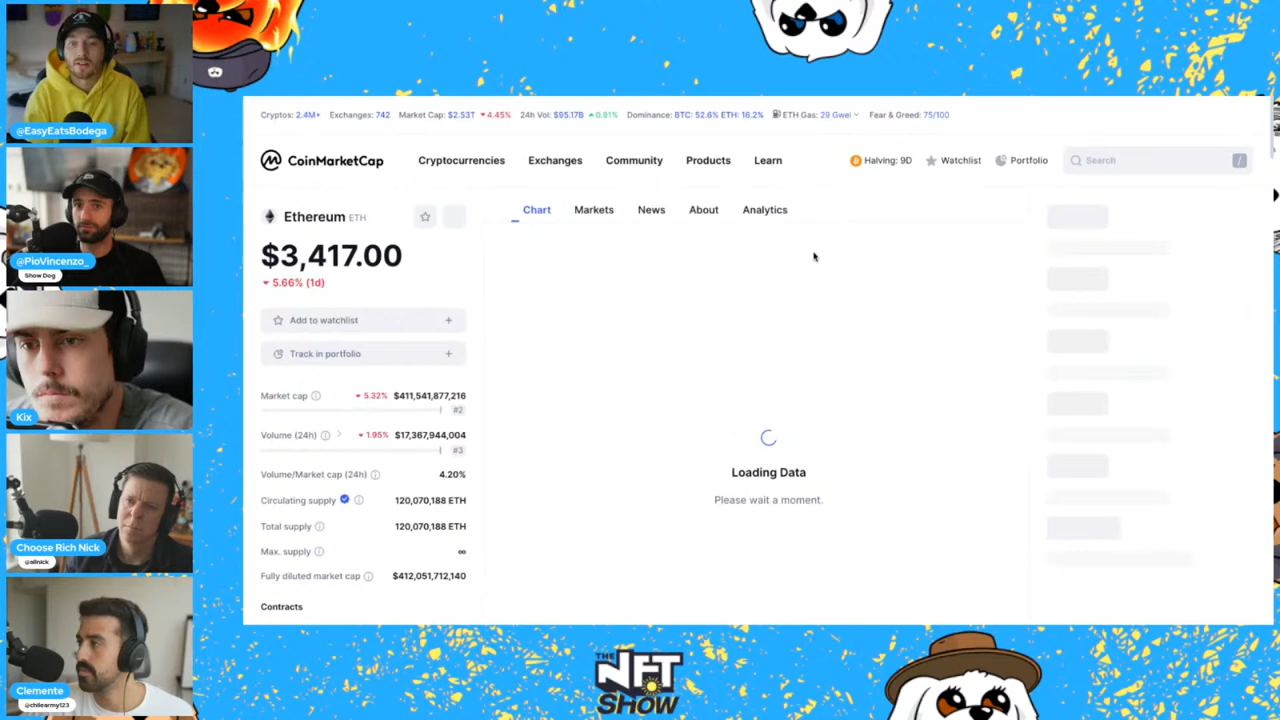 @EasyEatsBodega
@PioVincenzo_
Show Dog
Kix
Choose Rich Nick
@allnick
Clemente
@chilearmy123
Cryptos: 2.4M+ Exchanges: 742 Market Cap: $2.53T 4.45% 24h Vol: $95.17B 0.91% Dominance: BTC: 52.6% ETH: 16.2% ETH Gas: 29 Gwei Fear & Greed: 75/100
CoinMarketCap Cryptocurrencies Exchanges Community Products Learn Halving: 9D Watchlist Portfolio Search /
Ethereum ETH
$3,417.00
5.66% (1d)
Add to watchlist +
Track in portfolio +
Market cap 5.32% $411,541,877,216
#2
Volume (24h) 1.95% $17,367,944,004
#3
Volume/Market cap (24h) 4.20%
Circulating supply 120,070,188 ETH
Total supply 120,070,188 ETH
Max. supply ∞
Fully diluted market cap $412,051,712,140
Contracts
Chart Markets News About Analytics
Loading Data
Please wait a moment.
THE
NFT
SHOW